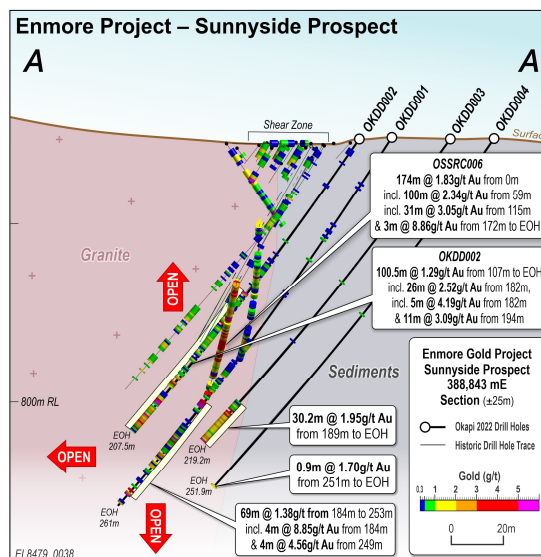 Enmore Project – Sunnyside Prospect
A
A
OKDD002
OKDD001
OKDD003
OKDD004
Shear Zone
Surfac
OSSRC006
174m @ 1.83g/t Au from 0m
incl. 100m @ 2.34g/t Au from 59m
incl. 31m @ 3.05g/t Au from 115m
& 3m @ 8.86g/t Au from 172m to EOH
Granite
OPEN
OKDD002
100.5m @ 1.29g/t Au from 107m to EOH
incl. 26m @ 2.52g/t Au from 182m,
incl. 5m @ 4.19g/t Au from 182m
& 11m @ 3.09g/t Au from 194m
Sediments
800m RL
Enmore Gold Project
Sunnyside Prospect
388,843 mE
Section (±25m)
Okapi 2022 Drill Holes
Historic Drill Hole Trace
Gold (g/t)
0.1
1
2
3
4
5
0
20m
30.2m @ 1.95g/t Au
from 189m to EOH
EOH
207.5m
EOH
219.2m
OPEN
0.9m @ 1.70g/t Au
from 251m to EOH
EOH
251.9m
EOH
261m
69m @ 1.38g/t from 184m to 253m
incl. 4m @ 8.85g/t Au from 184m
& 4m @ 4.56g/t Au from 249m
OPEN
EL8479_0038